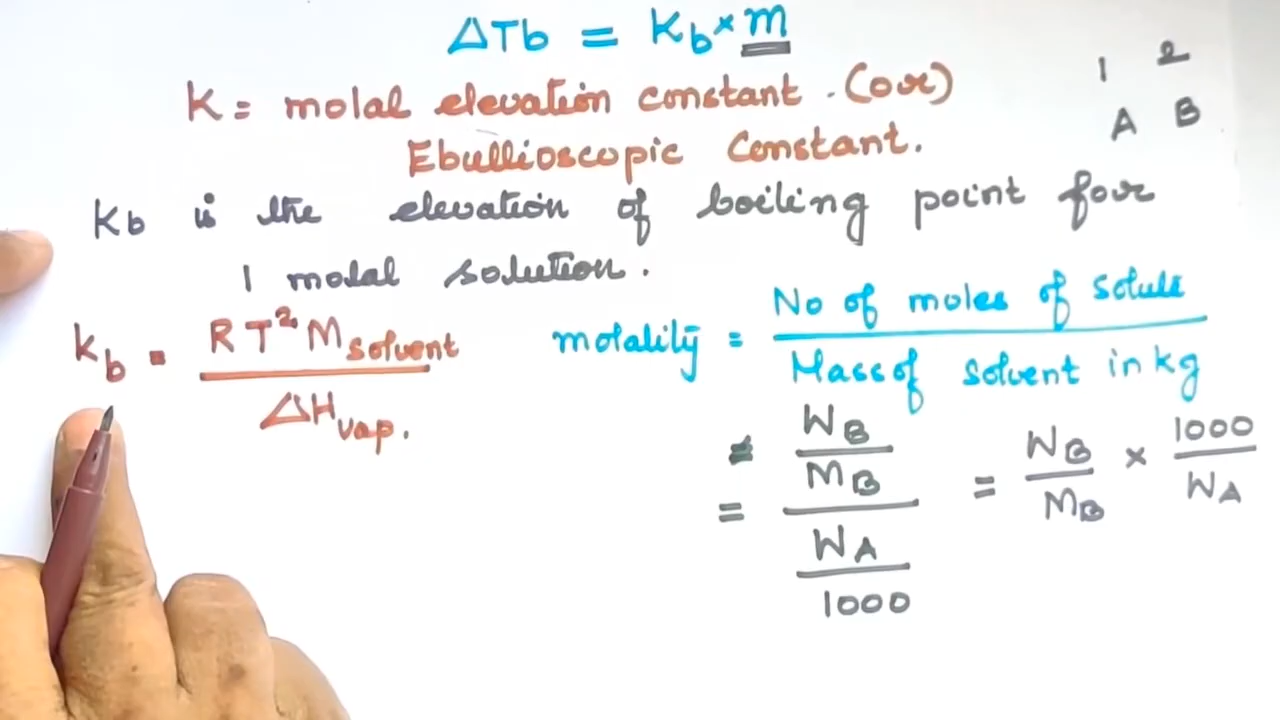 ΔTb = Kb × m
1 2
A B
K = molal elevation constant. (or)
Ebullioscopic Constant.
Kb is the elevation of boiling point for
1 molal solution.
Kb = RT²M solvent / ΔH vap.
molality = No of moles of solute / Mass of solvent in kg
= (WB / MB) / (WA / 1000) = WB / MB × 1000 / WA